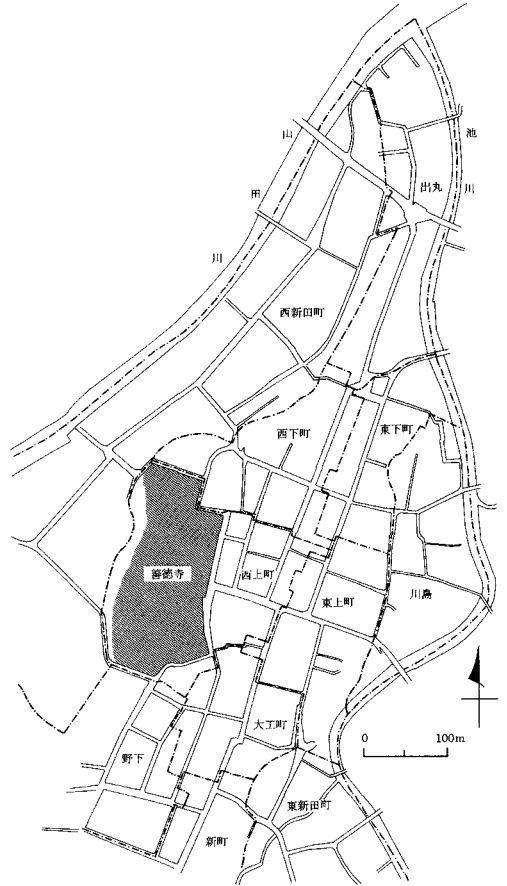 山田川
池川
出丸
西新田町
西下町
東下町
善徳寺
西上町
東上町
川島
大工町
0 100m
野下
東新田町
新町